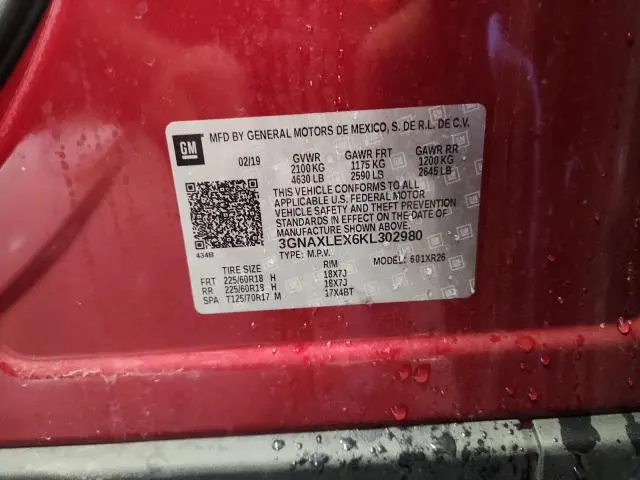 GM
MFD BY GENERAL MOTORS DE MEXICO, S. DE R.L. DE C.V.
02/19 GVWR GAWR FRT GAWR RR
2100 KG 1175 KG 1200 KG
4630 LB 2590 LB 2645 LB
THIS VEHICLE CONFORMS TO ALL
APPLICABLE U.S. FEDERAL MOTOR
VEHICLE SAFETY AND THEFT PREVENTION
STANDARDS IN EFFECT ON THE DATE OF
MANUFACTURE SHOWN ABOVE.
434B 3GNAXLEX6KL302980
TYPE: M.P.V. MODEL: 601XR26
TIRE SIZE RIM
FRT 225/60R18 H 18X7J
RR 225/60R18 H 18X7J
SPA T125/70R17 M 17X4BT